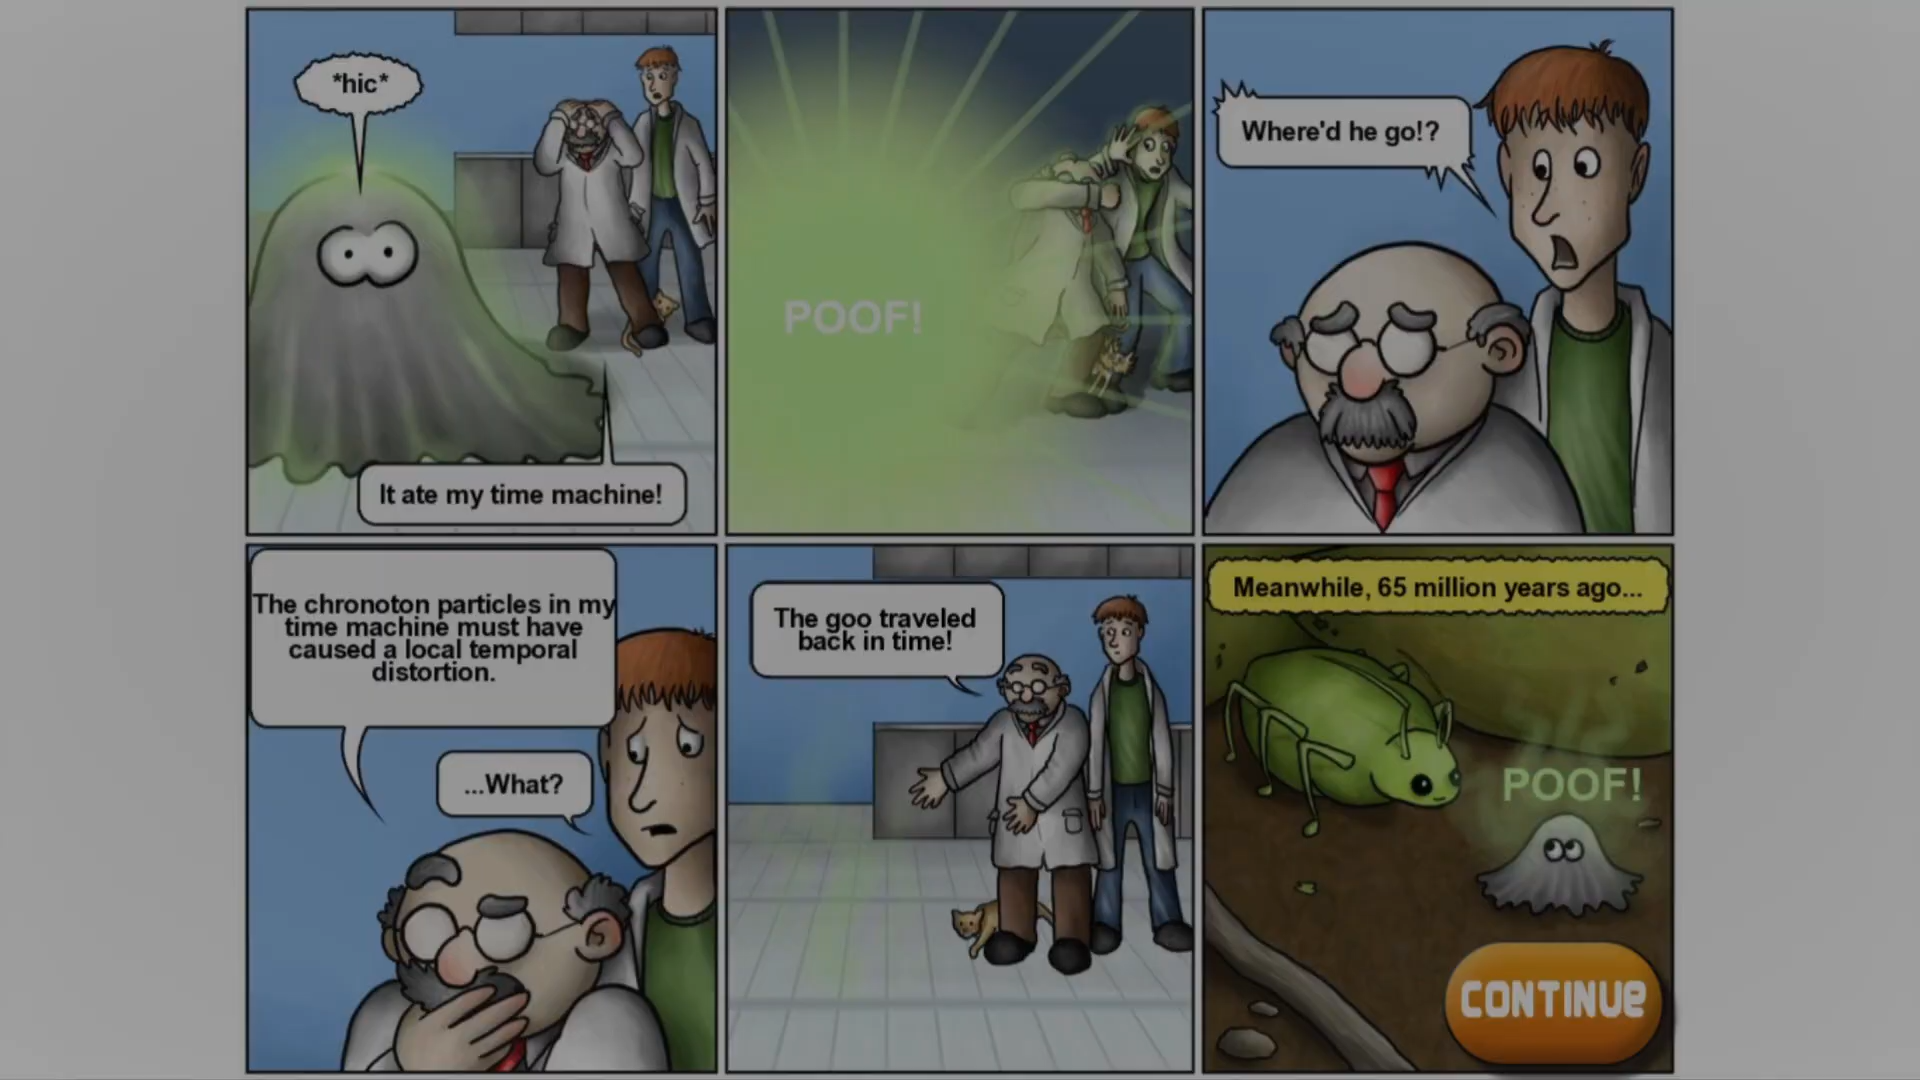 *hic*
It ate my time machine!
POOF!
Where'd he go!?
The chronoton particles in my
time machine must have
caused a local temporal
distortion.
...What?
The goo traveled
back in time!
Meanwhile, 65 million years ago...
POOF!
CONTINUE